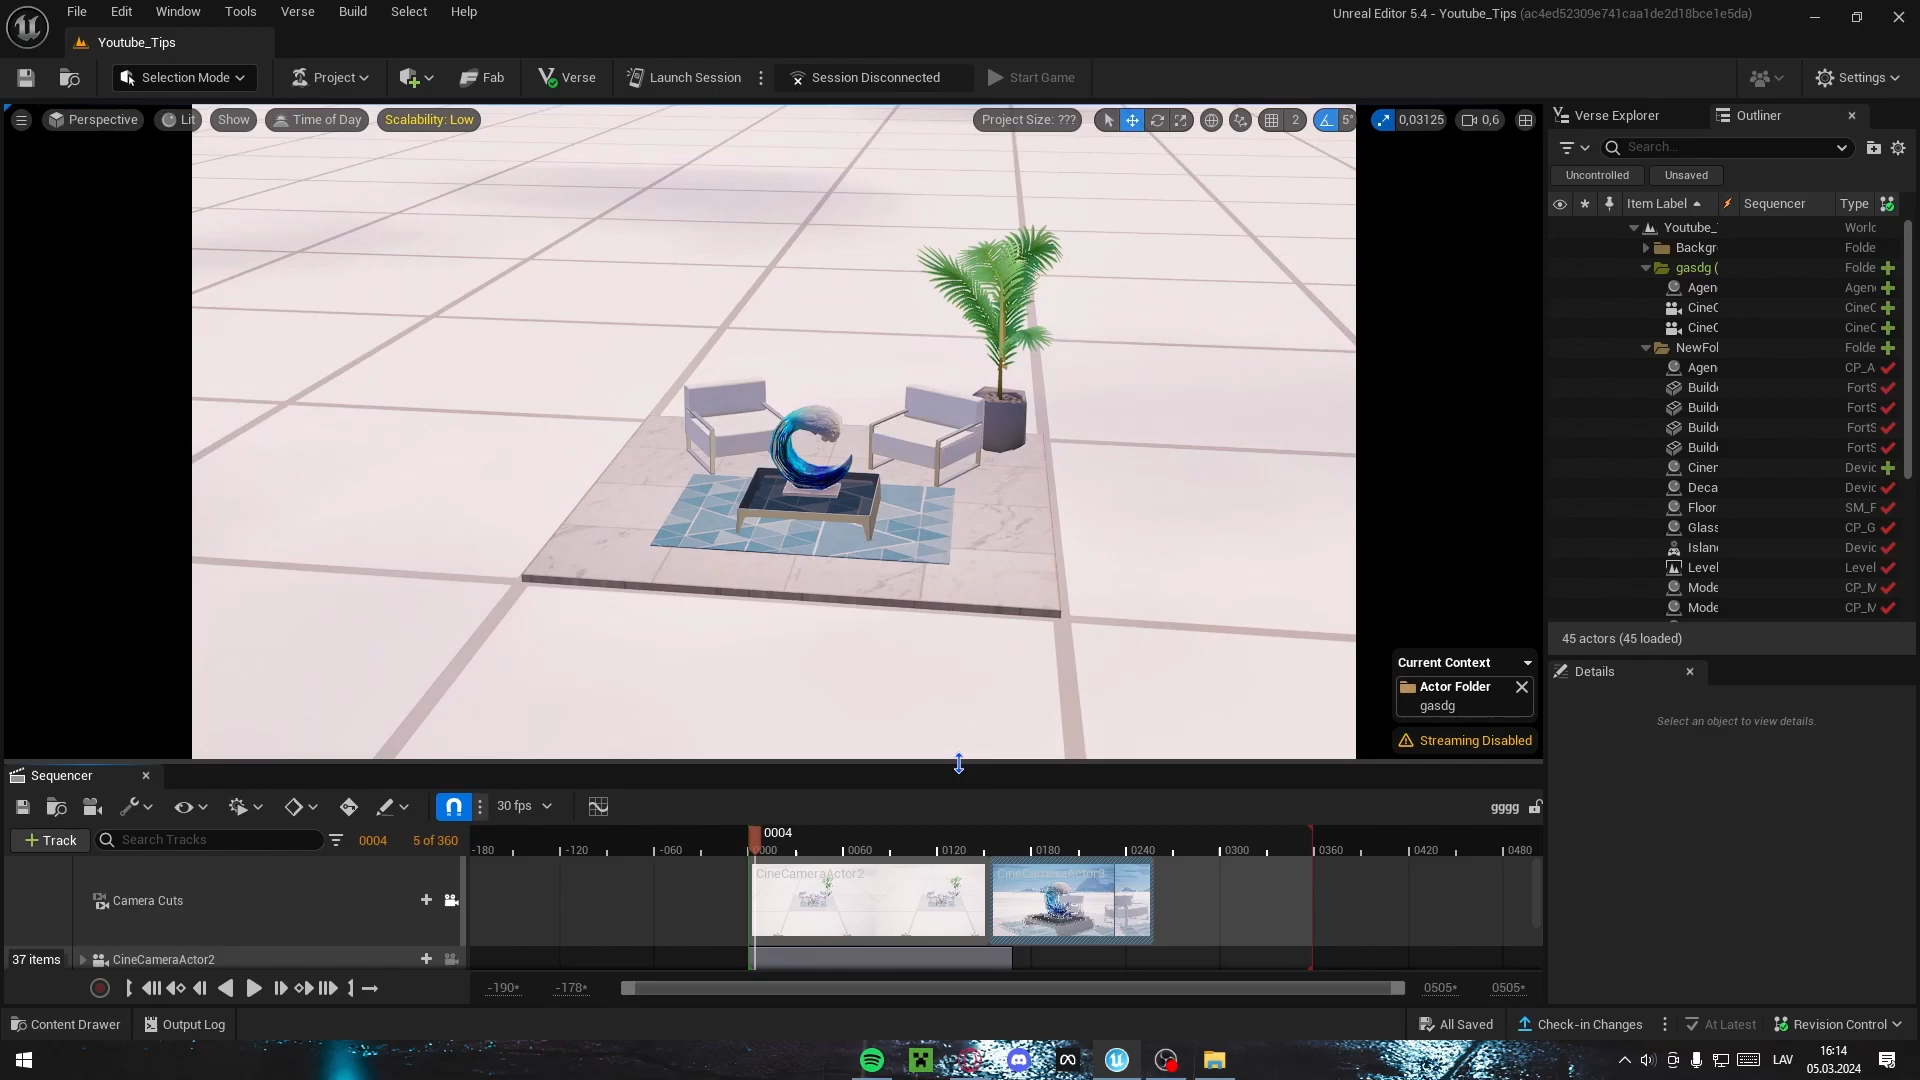 File Edit Window Tools Verse Build Select Help
Unreal Editor 5.4 - Youtube_Tips (ac4ed52309e741caa1de2d18bce1e5da)
Youtube_Tips
Selection Mode Project Fab Verse Launch Session Session Disconnected Start Game Settings
Perspective Lit Show Time of Day Scalability: Low Project Size: ??? 2 5° 0,03125 0,6
Verse Explorer Outliner
Search...
Uncontrolled Unsaved
Item Label Sequencer Type
Youtube_ World
Backgr Folde
gasdg ( Folde
Agen Agen
CineC CineC
CineC CineC
NewFol Folde
Agen CP_A
Builde FortS
Builde FortS
Builde FortS
Builde FortS
Cinem Devic
Deca Devic
Floor SM_F
Glass CP_G
Islan Devic
Level Level
Mode CP_M
Mode CP_M
45 actors (45 loaded)
Details
Select an object to view details.
Current Context
Actor Folder
gasdg
Streaming Disabled
Sequencer
30 fps
gggg
Track Search Tracks 0004 5 of 360
0004
-180 -120 -060 0000 0060 0120 0180 0240 0300 0360 0420 0480
CineCameraActor2 CineCameraActor3
Camera Cuts
37 items CineCameraActor2
-190* -178* 0505* 0505*
Content Drawer Output Log All Saved Check-in Changes At Latest Revision Control
LAV 16:14
05.03.2024